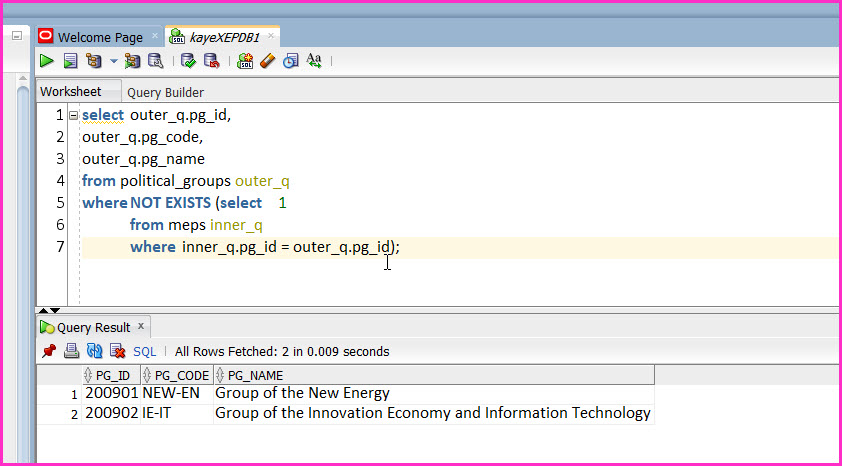 Welcome Page × kayeXEPDB1 ×
Worksheet Query Builder
1 select outer_q.pg_id,
2 outer_q.pg_code,
3 outer_q.pg_name
4 from political_groups outer_q
5 where NOT EXISTS (select 1
6 from meps inner_q
7 where inner_q.pg_id = outer_q.pg_id);
Query Result ×
SQL | All Rows Fetched: 2 in 0.009 seconds
PG_ID PG_CODE PG_NAME
1 200901 NEW-EN Group of the New Energy
2 200902 IE-IT Group of the Innovation Economy and Information Technology